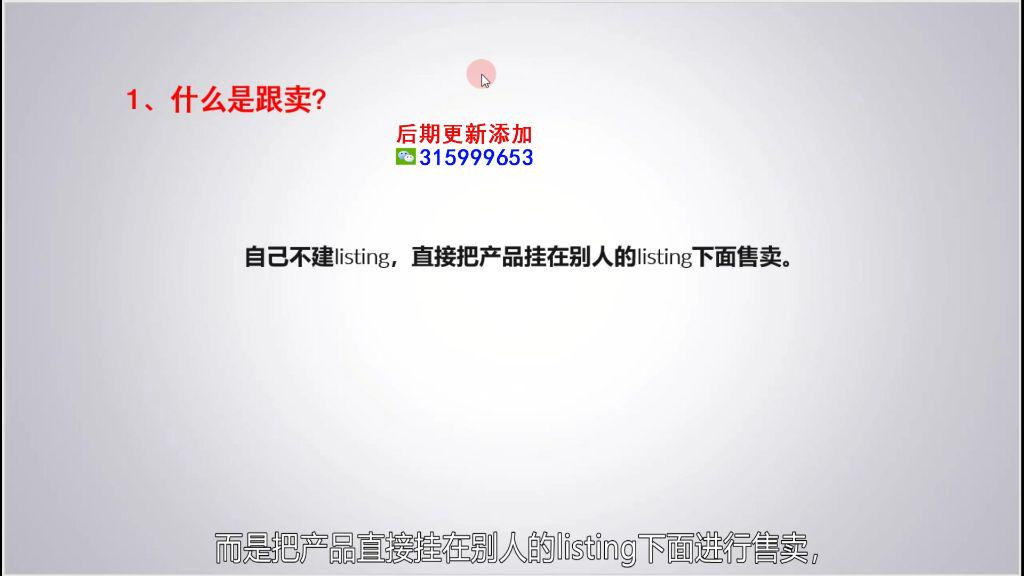 1、什么是跟卖?
后期更新添加
315999653
自己不建listing，直接把产品挂在别人的listing下面售卖。
而是把产品直接挂在别人的listing下面进行售卖，